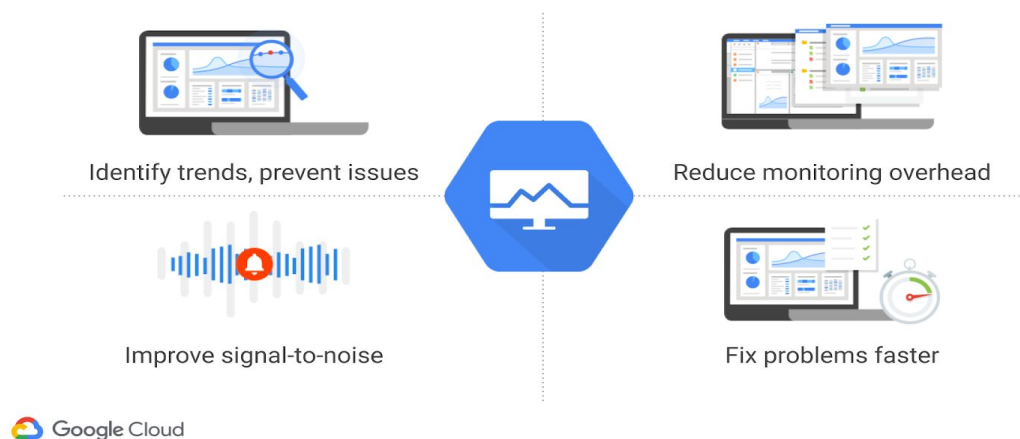 Identify trends, prevent issues
Reduce monitoring overhead
Improve signal-to-noise
Fix problems faster
Google Cloud